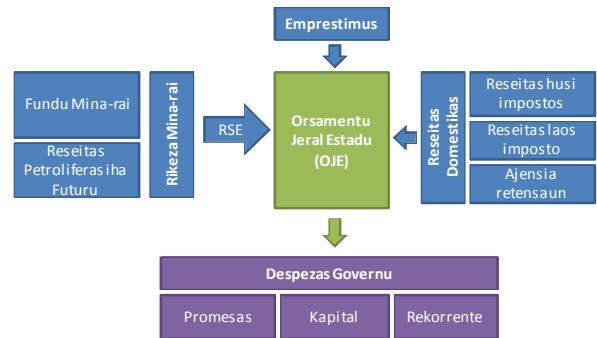 Emprestimus
Fundu Mina-rai
Reseitas
Petroliferas iha
Futuru
Rikeza Mina-rai
RSE
Orsamentu
Jeral Estadu
(OJE)
Reseitas
Domestikas
Reseitas husi
impostos
Reseitas laos
imposto
Ajensia
retensaun
Despezas Governu
Promesas
Kapital
Rekorrente